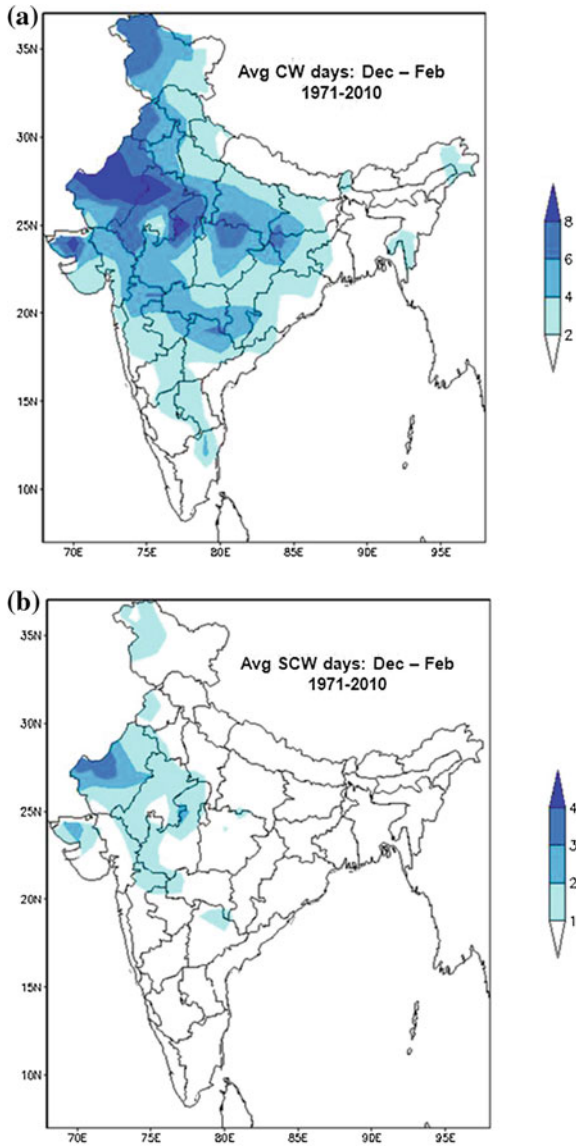 (a)
Avg CW days: Dec – Feb
1971-2010
35N
30N
25N
20N
15N
10N
70E 75E 80E 85E 90E 95E
8
6
4
2
(b)
Avg SCW days: Dec – Feb
1971-2010
35N
30N
25N
20N
15N
10N
70E 75E 80E 85E 90E 95E
4
3
2
1